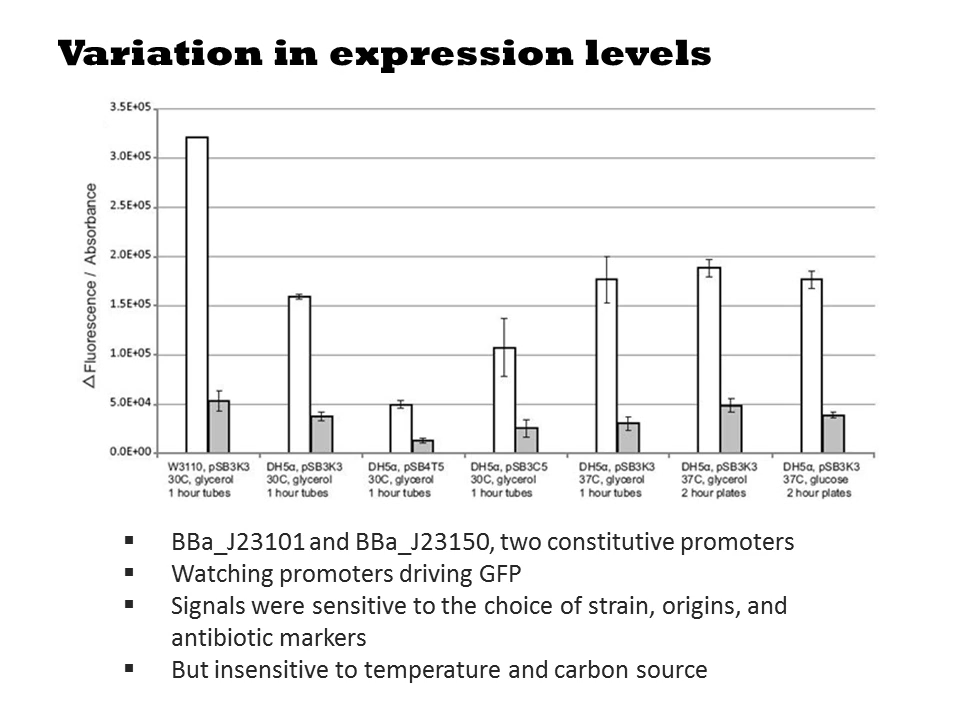 Variation in expression levels
3.5E+05
3.0E+05
2.5E+05
2.0E+05
1.5E+05
1.0E+05
5.0E+04
0.0E+00
△ Fluorescence / Absorbance
W3110, pSB3K3
30C, glycerol
1 hour tubes
DH5α, pSB3K3
30C, glycerol
1 hour tubes
DH5α, pSB4T5
30C, glycerol
1 hour tubes
DH5α, pSB3C5
30C, glycerol
1 hour tubes
DH5α, pSB3K3
37C, glycerol
1 hour tubes
DH5α, pSB3K3
37C, glycerol
2 hour plates
DH5α, pSB3K3
37C, glucose
2 hour plates
▪ BBa_J23101 and BBa_J23150, two constitutive promoters
▪ Watching promoters driving GFP
▪ Signals were sensitive to the choice of strain, origins, and
antibiotic markers
▪ But insensitive to temperature and carbon source